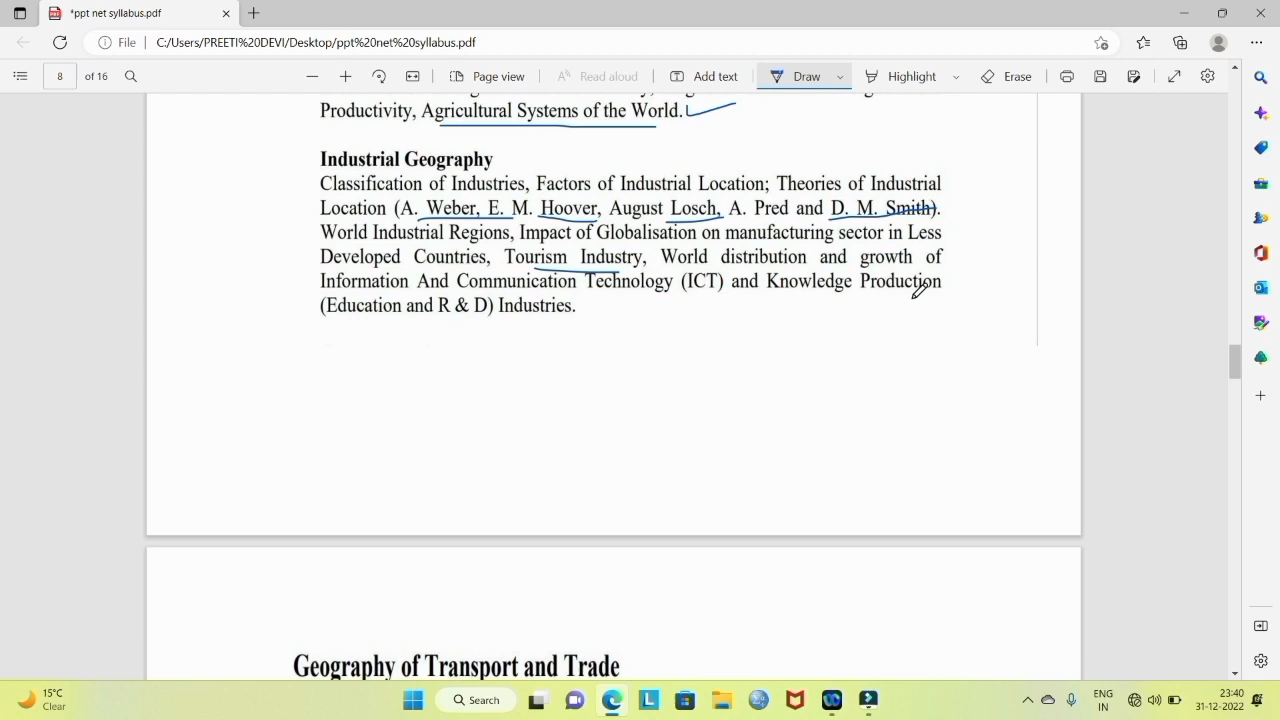 *ppt net syllabus.pdf
File
C:/Users/PREETI%20DEVI/Desktop/ppt%20net%20syllabus.pdf
8 of 16
Page view
Read aloud
Add text
Draw
Highlight
Erase
Productivity, Agricultural Systems of the World.
Industrial Geography
Classification of Industries, Factors of Industrial Location; Theories of Industrial
Location (A. Weber, E. M. Hoover, August Losch, A. Pred and D. M. Smith).
World Industrial Regions, Impact of Globalisation on manufacturing sector in Less
Developed Countries, Tourism Industry, World distribution and growth of
Information And Communication Technology (ICT) and Knowledge Production
(Education and R & D) Industries.
Geography of Transport and Trade
15°C
Clear
Search
ENG
IN
23:40
31-12-2022